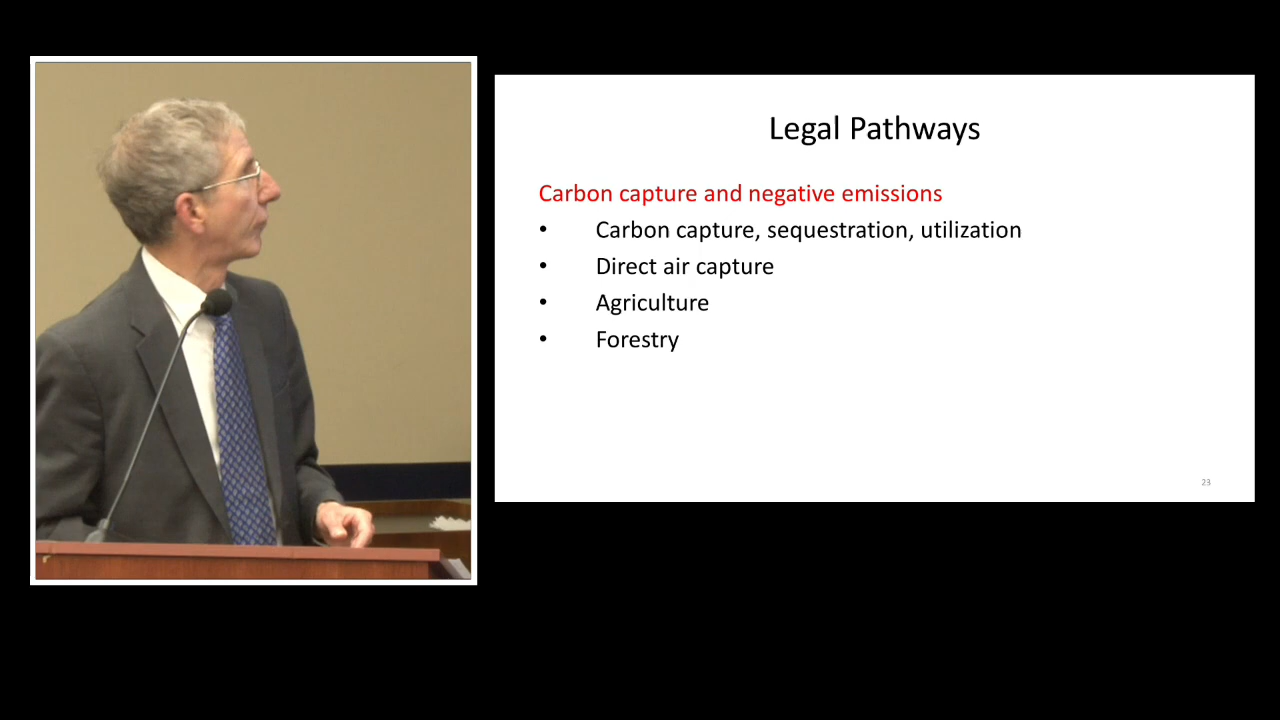 Legal Pathways
Carbon capture and negative emissions
• Carbon capture, sequestration, utilization
• Direct air capture
• Agriculture
• Forestry
23